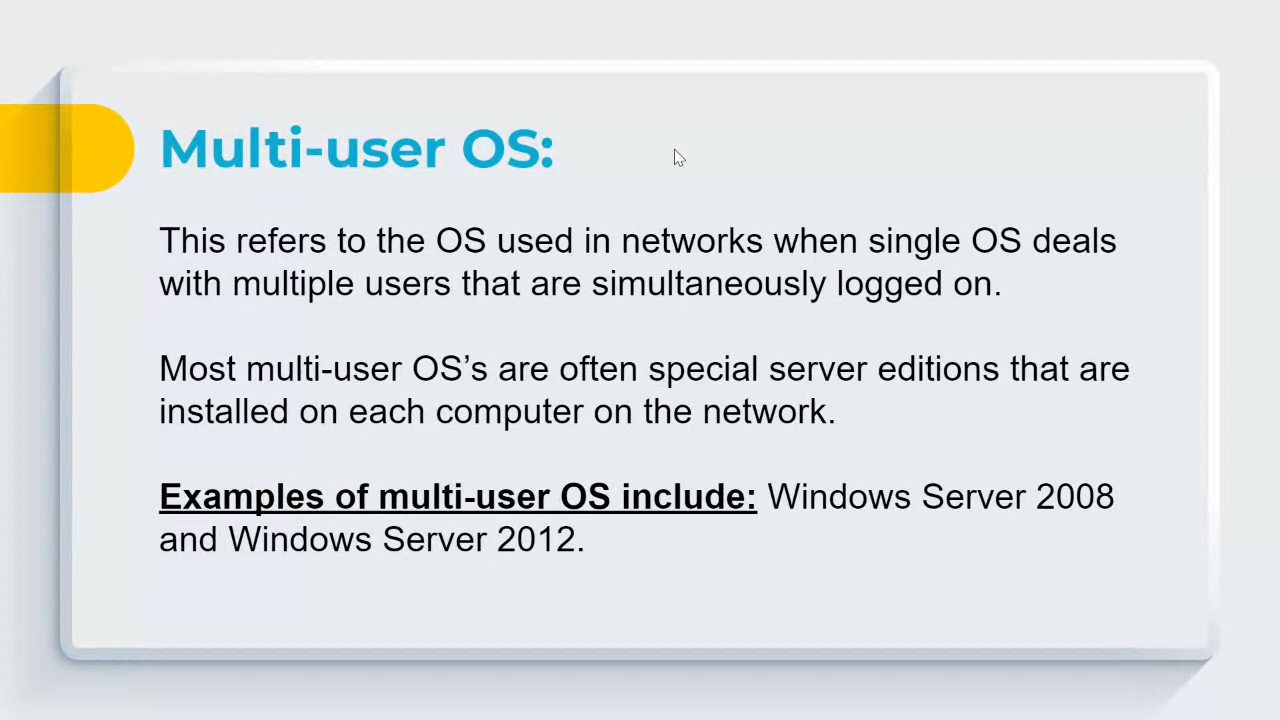 Multi-user OS:
This refers to the OS used in networks when single OS deals
with multiple users that are simultaneously logged on.
Most multi-user OS’s are often special server editions that are
installed on each computer on the network.
Examples of multi-user OS include: Windows Server 2008
and Windows Server 2012.